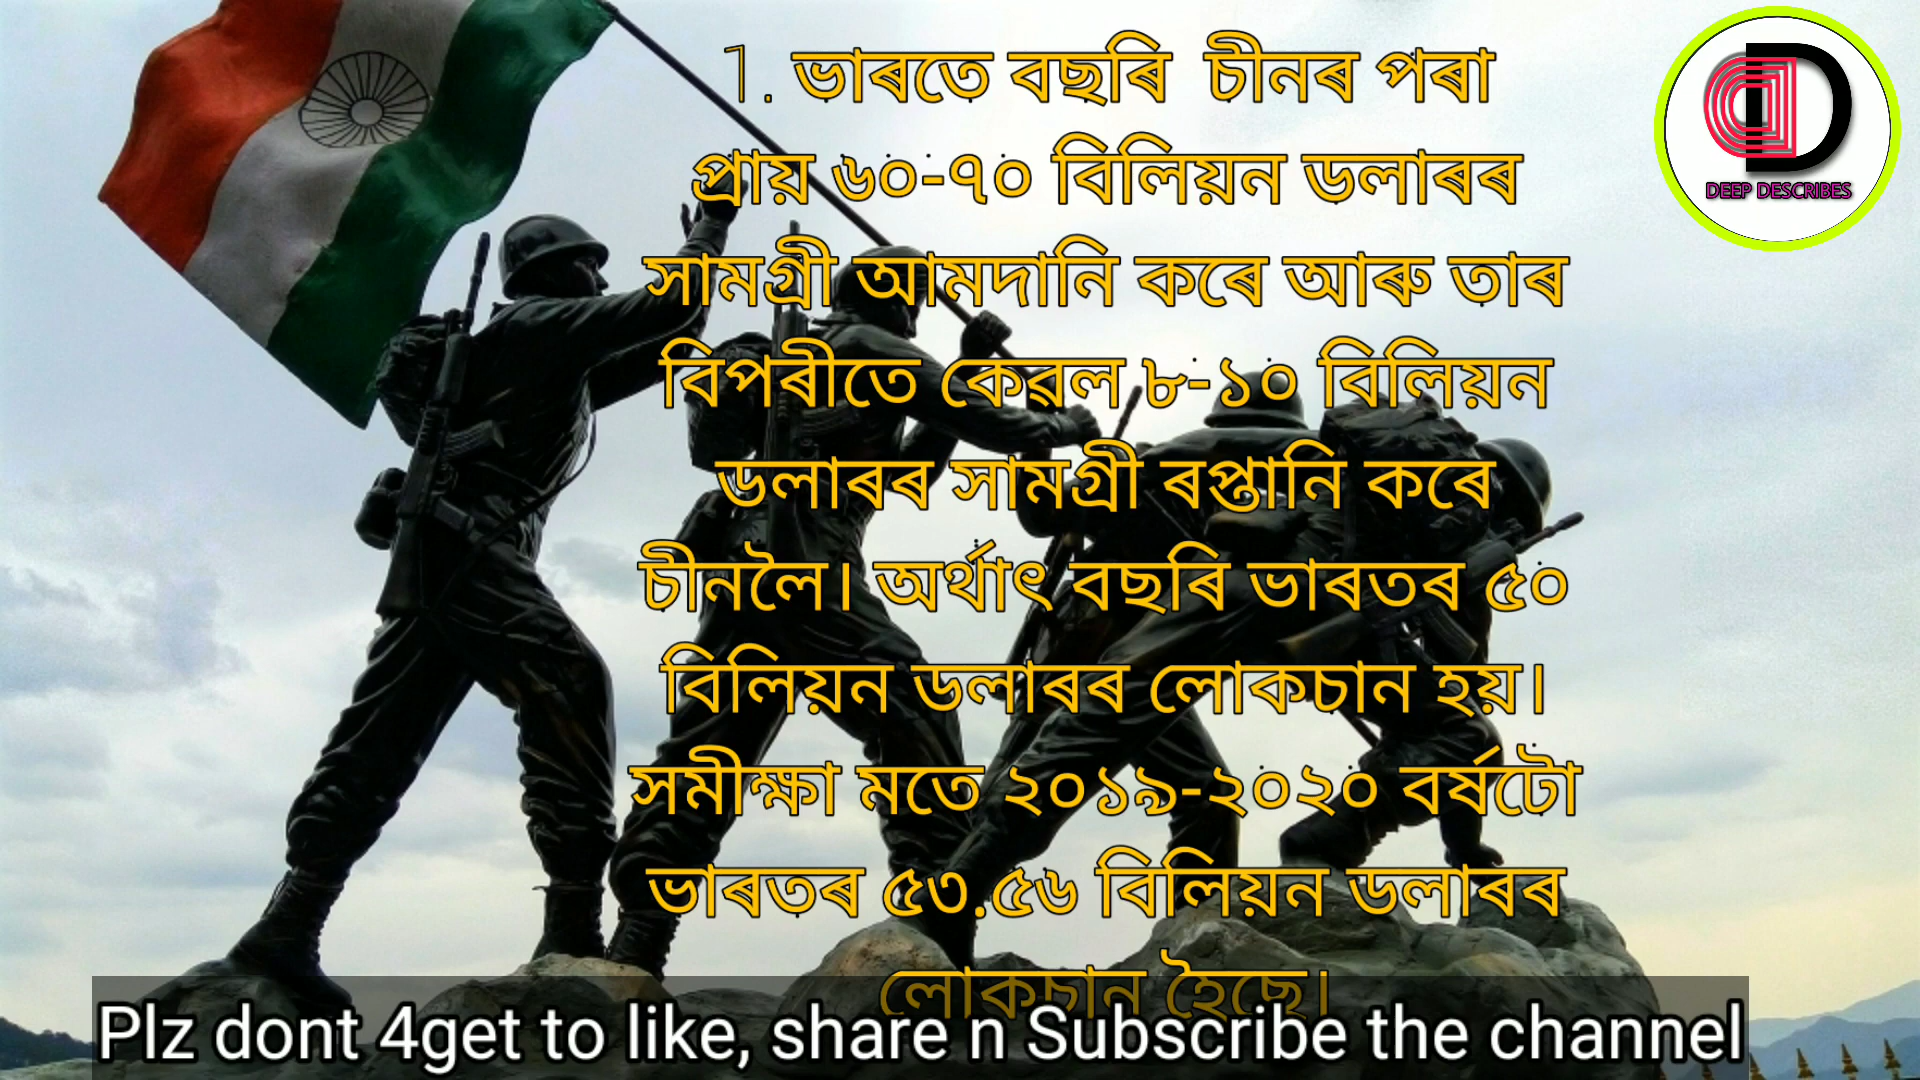 1. ভাৰতে বছৰি চীনৰ পৰা
প্ৰায় ৬০-৭০ বিলিয়ন ডলাৰৰ
সামগ্ৰী আমদানি কৰে আৰু তাৰ
বিপৰীতে কেৱল ৮-১০ বিলিয়ন
ডলাৰৰ সামগ্ৰী ৰপ্তানি কৰে
চীনলৈ। অৰ্থাৎ বছৰি ভাৰতৰ ৫০
বিলিয়ন ডলাৰৰ লোকচান হয়।
সমীক্ষা মতে ২০১৯-২০২০ বৰ্ষটো
ভাৰতৰ ৫৩.৫৬ বিলিয়ন ডলাৰৰ
লোকচান হৈছে।
Plz dont 4get to like, share n Subscribe the channel
D
DEEP DESCRIBES